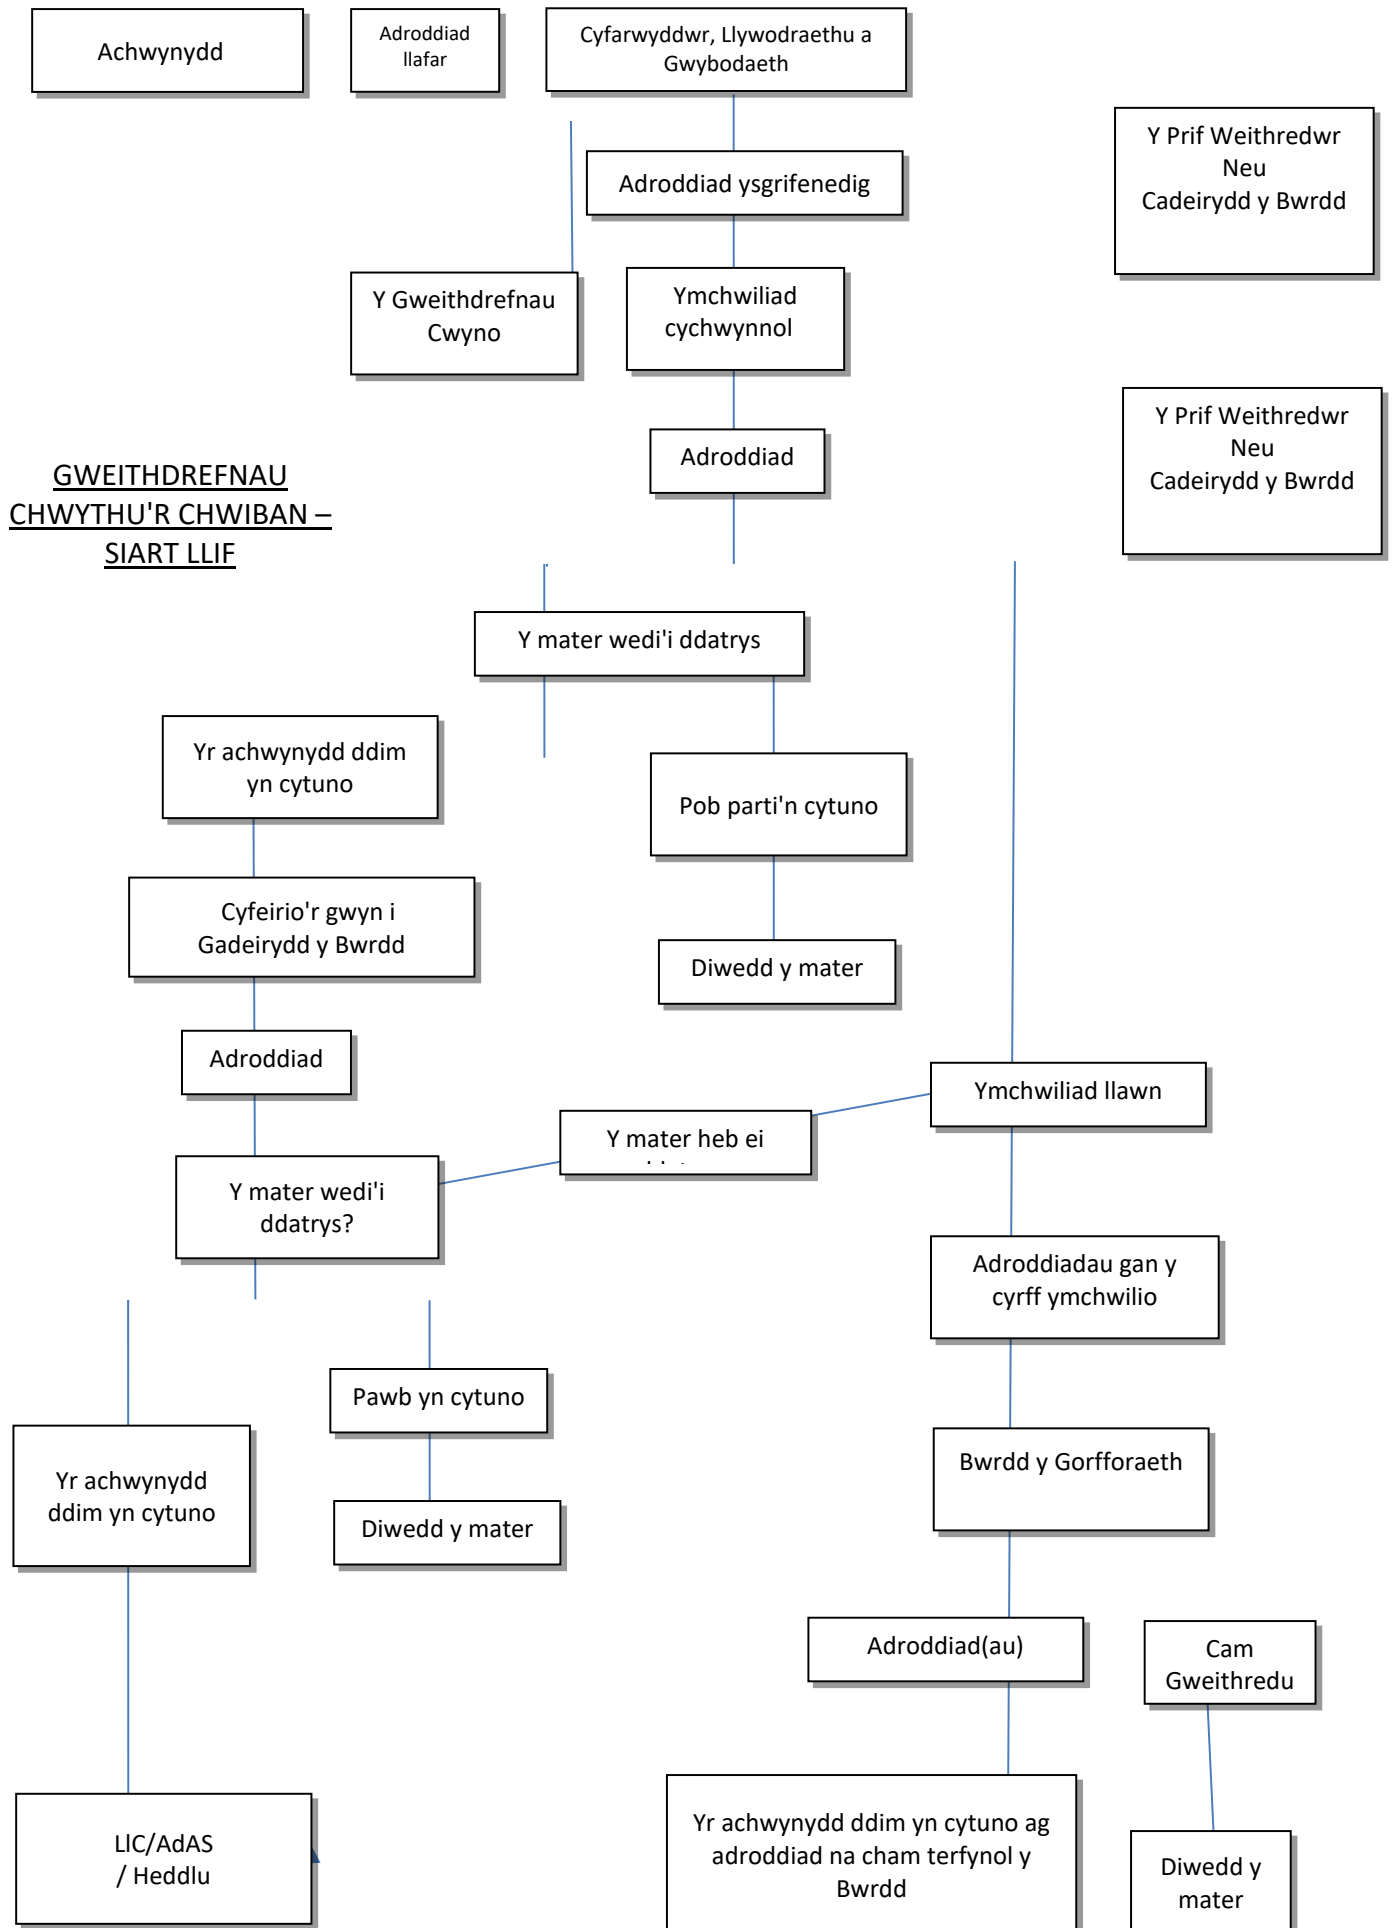 Achwynydd
Adroddiad
llafar
Cyfarwyddwr, Llywodraethu a
Gwybodaeth
Y Prif Weithredwr
Neu
Cadeirydd y Bwrdd
Adroddiad ysgrifenedig
Y Gweithdrefnau
Cwyno
Ymchwiliad
cychwynnol
Y Prif Weithredwr
Neu
Cadeirydd y Bwrdd
Adroddiad
GWEITHDREFNAU
CHWYTHU'R CHWIBAN –
SIART LLIF
Y mater wedi'i ddatrys
Yr achwynydd ddim
yn cytuno
Pob parti'n cytuno
Cyfeirio'r gwyn i
Gadeirydd y Bwrdd
Diwedd y mater
Adroddiad
Ymchwiliad llawn
Y mater heb ei
Y mater wedi'i
ddatrys?
Adroddiadau gan y
cyrff ymchwilio
Pawb yn cytuno
Yr achwynydd
ddim yn cytuno
Bwrdd y Gorfforaeth
Diwedd y mater
Adroddiad(au)
Cam
Gweithredu
LlC/AdAS
/ Heddlu
Yr achwynydd ddim yn cytuno ag
adroddiad na cham terfynol y
Bwrdd
Diwedd y
mater